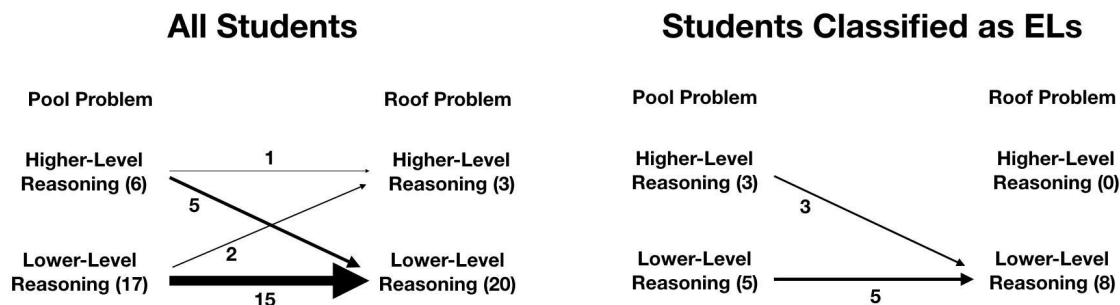 All Students
Pool Problem
Roof Problem
Higher-Level
Reasoning (6)
1
Higher-Level
Reasoning (3)
5
2
Lower-Level
Reasoning (17)
15
Lower-Level
Reasoning (20)
Students Classified as ELs
Pool Problem
Roof Problem
Higher-Level
Reasoning (3)
Higher-Level
Reasoning (0)
3
Lower-Level
Reasoning (5)
5
Lower-Level
Reasoning (8)